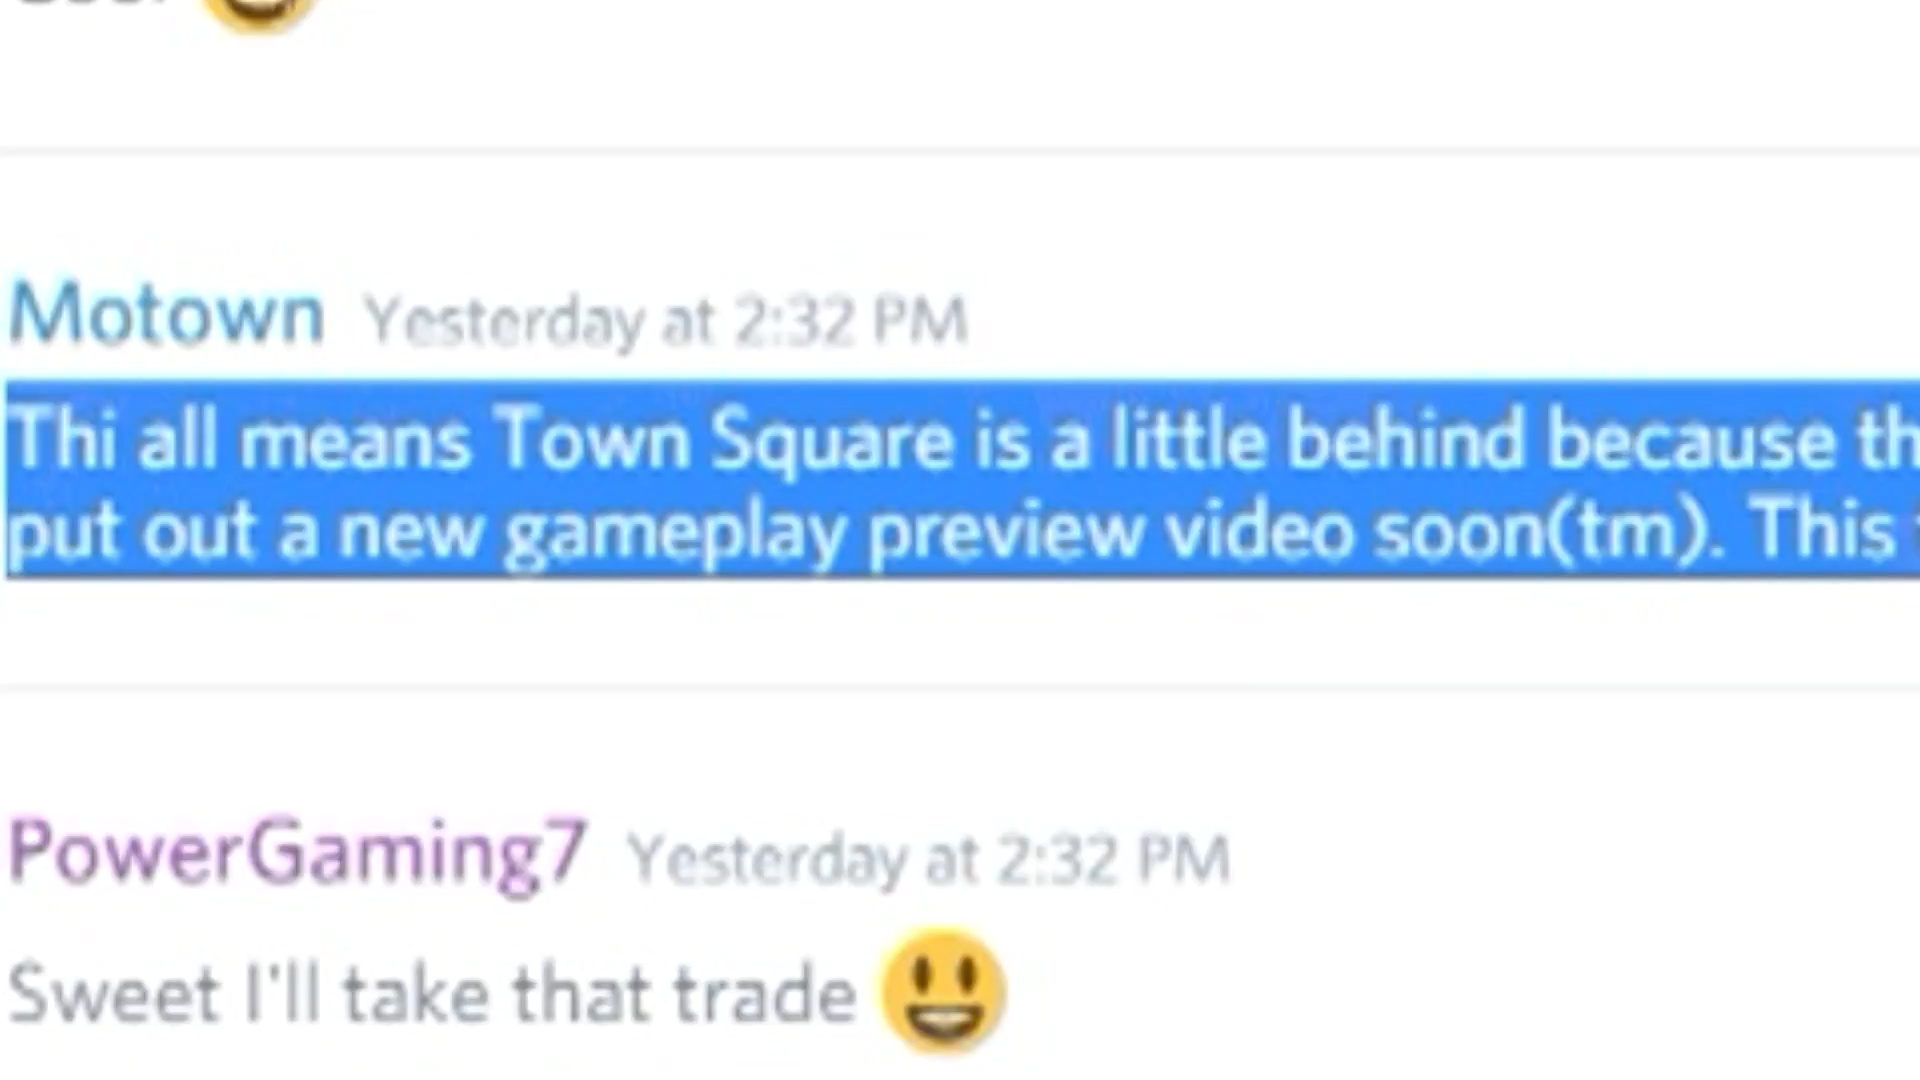 Motown Yesterday at 2:32 PM
Thi all means Town Square is a little behind because
put out a new gameplay preview video soon(tm). This
PowerGaming7 Yesterday at 2:32 PM
Sweet I'll take that trade